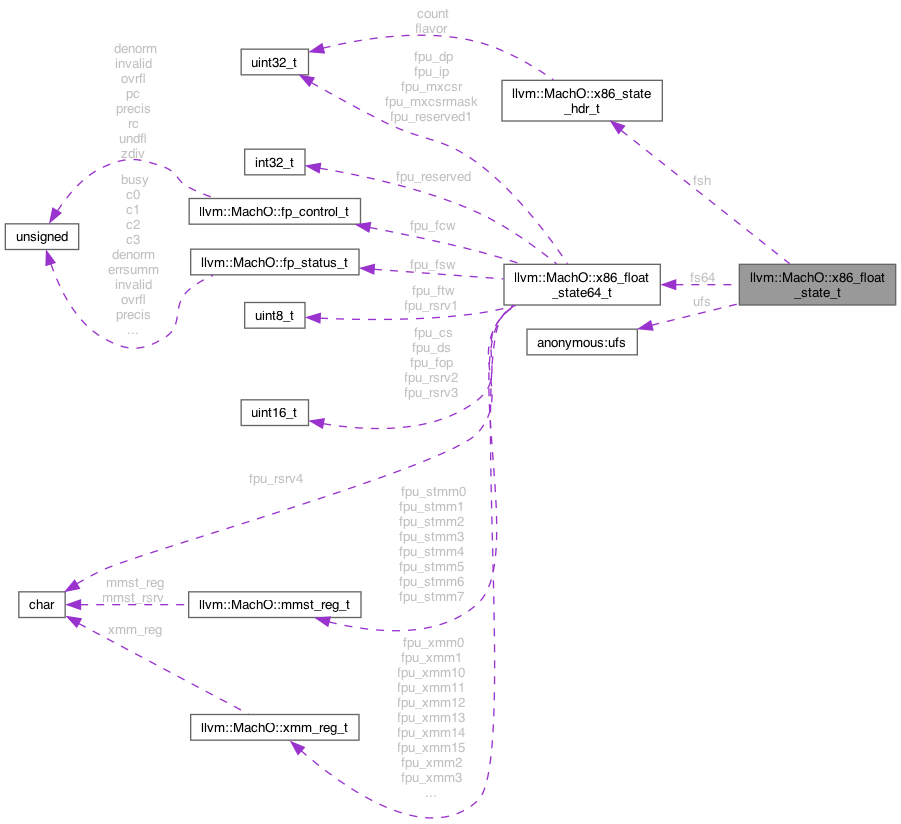 count
flavor
uint32_t
fpu_dp
fpu_ip
fpu_mxcsr
fpu_mxcsrmask
fpu_reserved1
llvm::MachO::x86_state
_hdr_t
denorm
invalid
ovrfl
pc
precis
rc
undfl
zdiv
int32_t
fpu_reserved
fsh
busy
c0
c1
c2
c3
denorm
errsumm
invalid
ovrfl
precis
...
unsigned
llvm::MachO::fp_control_t
fpu_fcw
llvm::MachO::fp_status_t
fpu_fsw
llvm::MachO::x86_float
_state64_t
fs64
llvm::MachO::x86_float
_state_t
ufs
anonymous:ufs
uint8_t
fpu_ftw
fpu_rsrv1
fpu_cs
fpu_ds
fpu_fop
fpu_rsrv2
fpu_rsrv3
uint16_t
fpu_rsrv4
fpu_stmm0
fpu_stmm1
fpu_stmm2
fpu_stmm3
fpu_stmm4
fpu_stmm5
fpu_stmm6
fpu_stmm7
char
mmst_reg
mmst_rsrv
llvm::MachO::mmst_reg_t
xmm_reg
llvm::MachO::xmm_reg_t
fpu_xmm0
fpu_xmm1
fpu_xmm10
fpu_xmm11
fpu_xmm12
fpu_xmm13
fpu_xmm14
fpu_xmm15
fpu_xmm2
fpu_xmm3
...